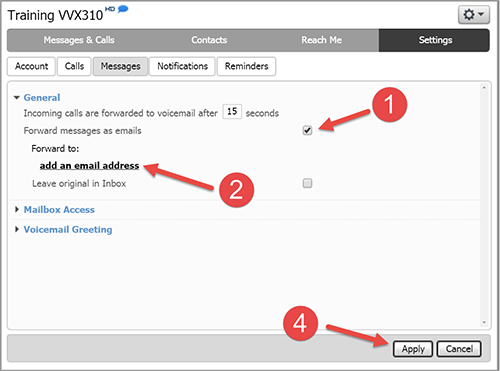 Training VVX310 HD
Messages & Calls Contacts Reach Me Settings
Account Calls Messages Notifications Reminders
General
Incoming calls are forwarded to voicemail after 15 seconds
Forward messages as emails
1
Forward to:
add an email address
2
Leave original in Inbox
Mailbox Access
Voicemail Greeting
4
Apply Cancel